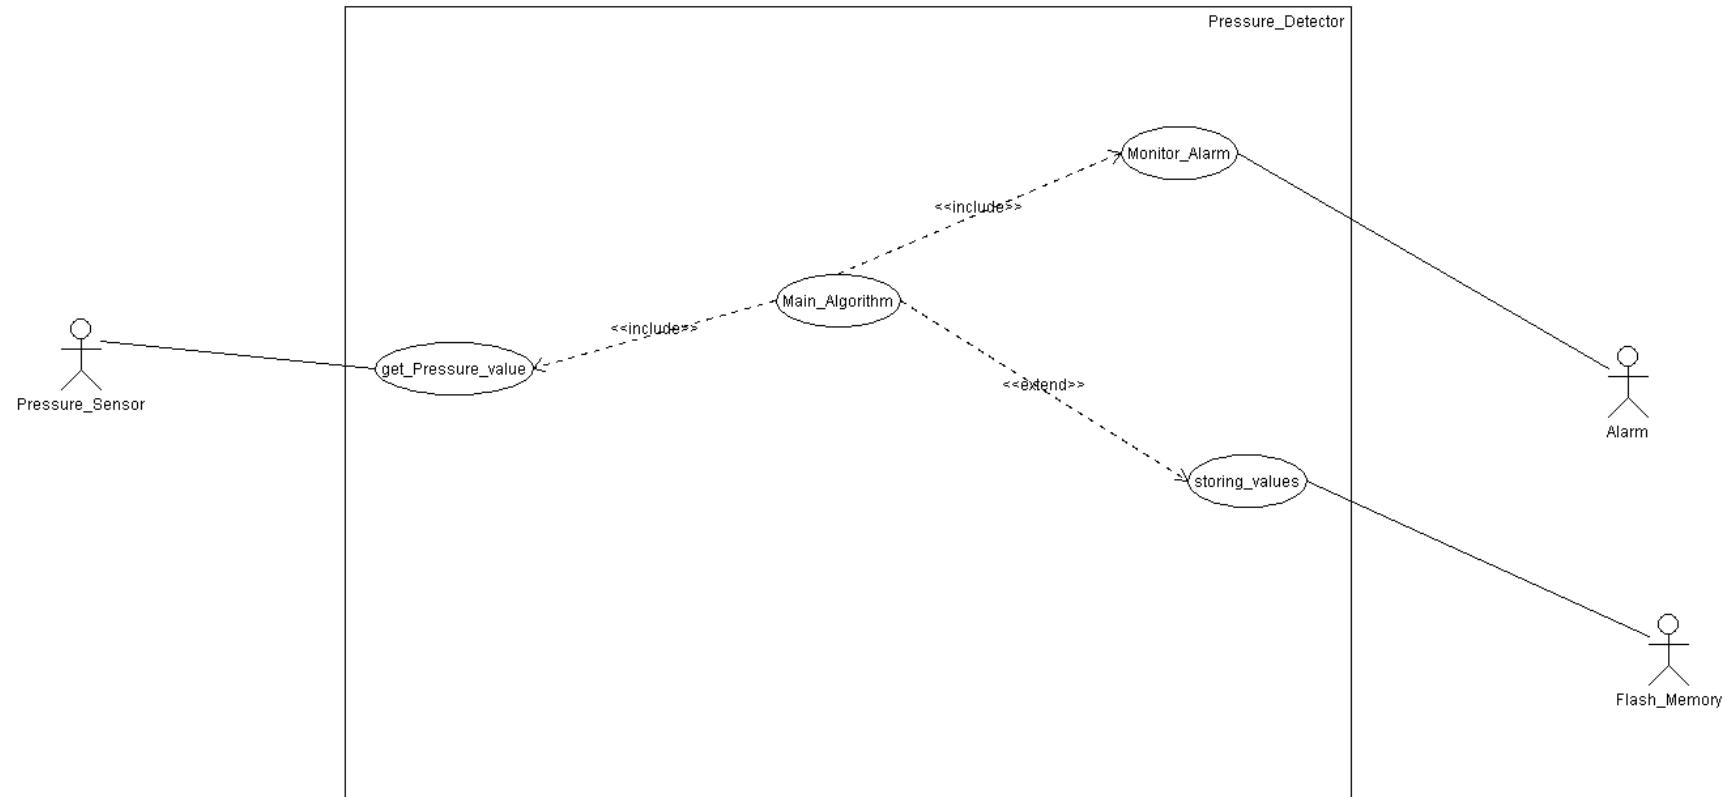 Pressure_Detector
Monitor_Alarm
<<include>>
Main_Algorithm
<<include>>
get_Pressure_value
Pressure_Sensor
<<extend>>
Alarm
storing_values
Flash_Memory